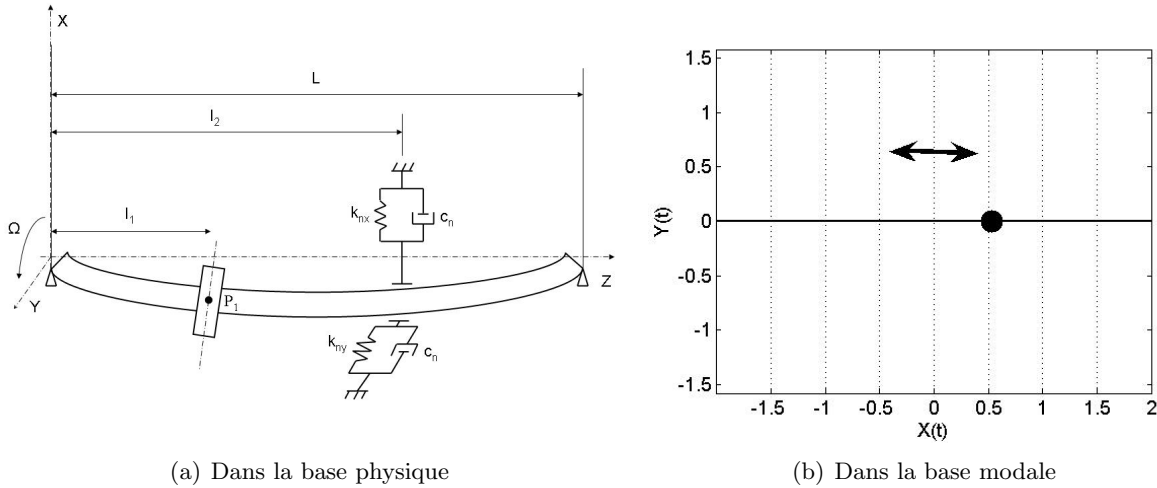 X
L
l₂
kₙₓ
cₙ
l₁
Ω
Z
Y
P₁
kₙᵧ
cₙ
1.5
1
0.5
0
-0.5
-1
-1.5
Y(t)
-1.5 -1 -0.5 0 0.5 1 1.5 2
X(t)
(a) Dans la base physique
(b) Dans la base modale